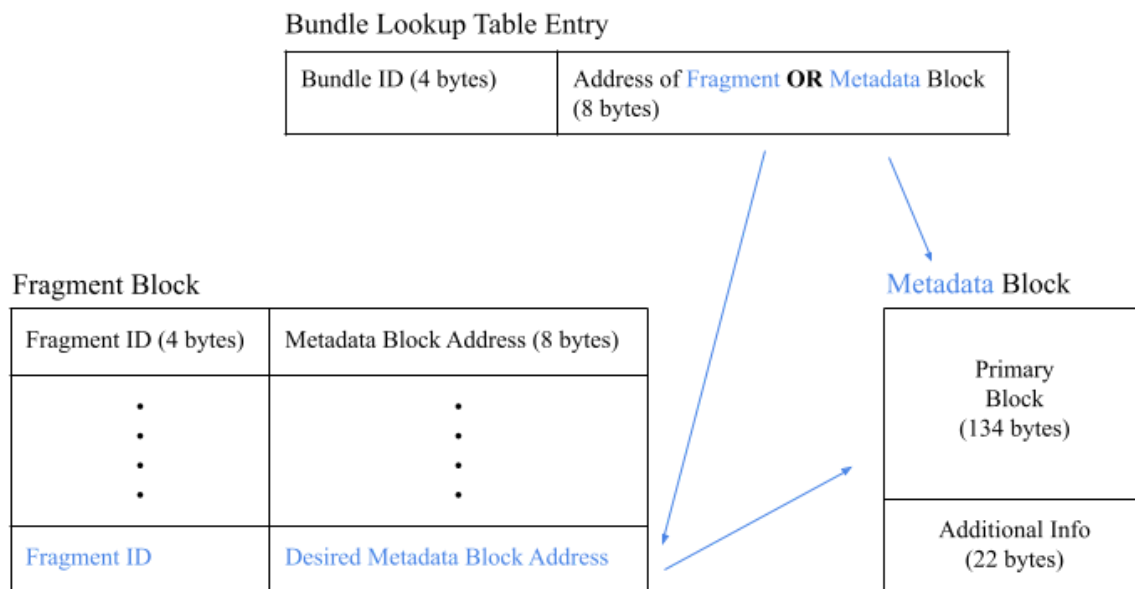 Bundle Lookup Table Entry
Bundle ID (4 bytes)
Address of Fragment OR Metadata Block
(8 bytes)
Fragment Block
Fragment ID (4 bytes)
Metadata Block Address (8 bytes)
Fragment ID
Desired Metadata Block Address
Metadata Block
Primary
Block
(134 bytes)
Additional Info
(22 bytes)